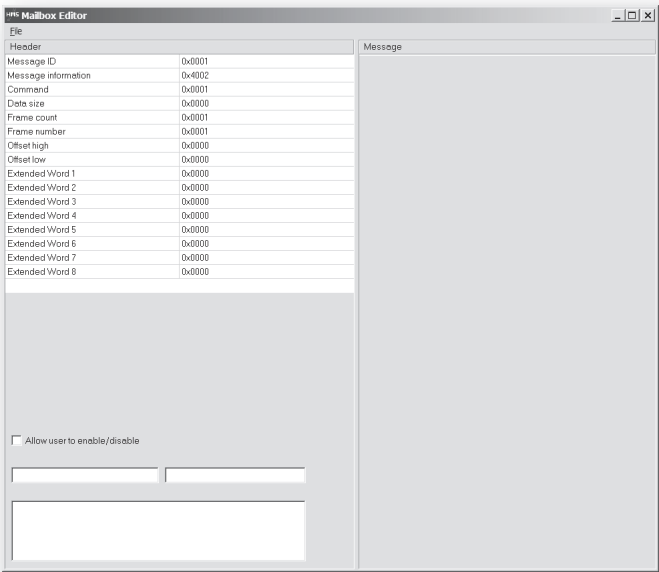 HMS Mailbox Editor
File
Header Message
Message ID 0x0001
Message information 0x4002
Command 0x0001
Data size 0x0000
Frame count 0x0001
Frame number 0x0001
Offset high 0x0000
Offset low 0x0000
Extended Word 1 0x0000
Extended Word 2 0x0000
Extended Word 3 0x0000
Extended Word 4 0x0000
Extended Word 5 0x0000
Extended Word 6 0x0000
Extended Word 7 0x0000
Extended Word 8 0x0000
Allow user to enable/disable